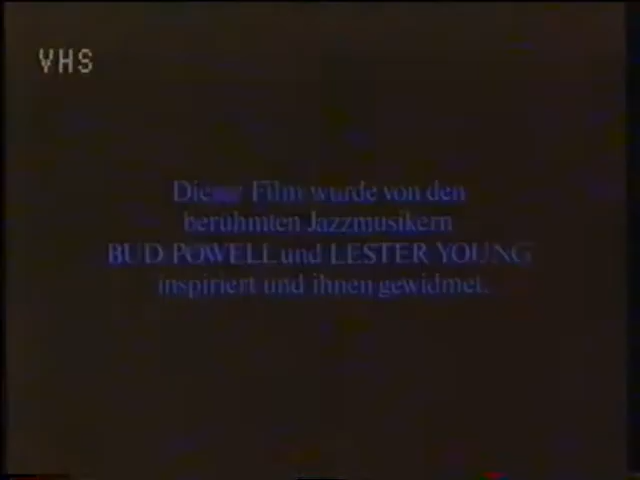 VHS
Dieser Film wurde von den
berühmten Jazzmusikern
BUD POWELL und LESTER YOUNG
inspiriert und ihnen gewidmet.